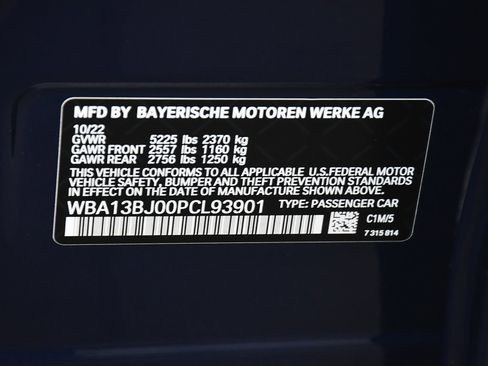 MFD BY BAYERISCHE MOTOREN WERKE AG
10/22
GVWR 5225 lbs 2370 kg
GAWR FRONT 2557 lbs 1160 kg
GAWR REAR 2756 lbs 1250 kg
THIS VEHICLE CONFORMS TO ALL APPLICABLE U.S.FEDERAL MOTOR
VEHICLE SAFETY, BUMPER AND THEFT PREVENTION STANDARDS
IN EFFECT ON THE DATE OF MANUFACTURE SHOWN ABOVE.
WBA13BJ00PCL93901 TYPE: PASSENGER CAR
C1M/5
7 315 814